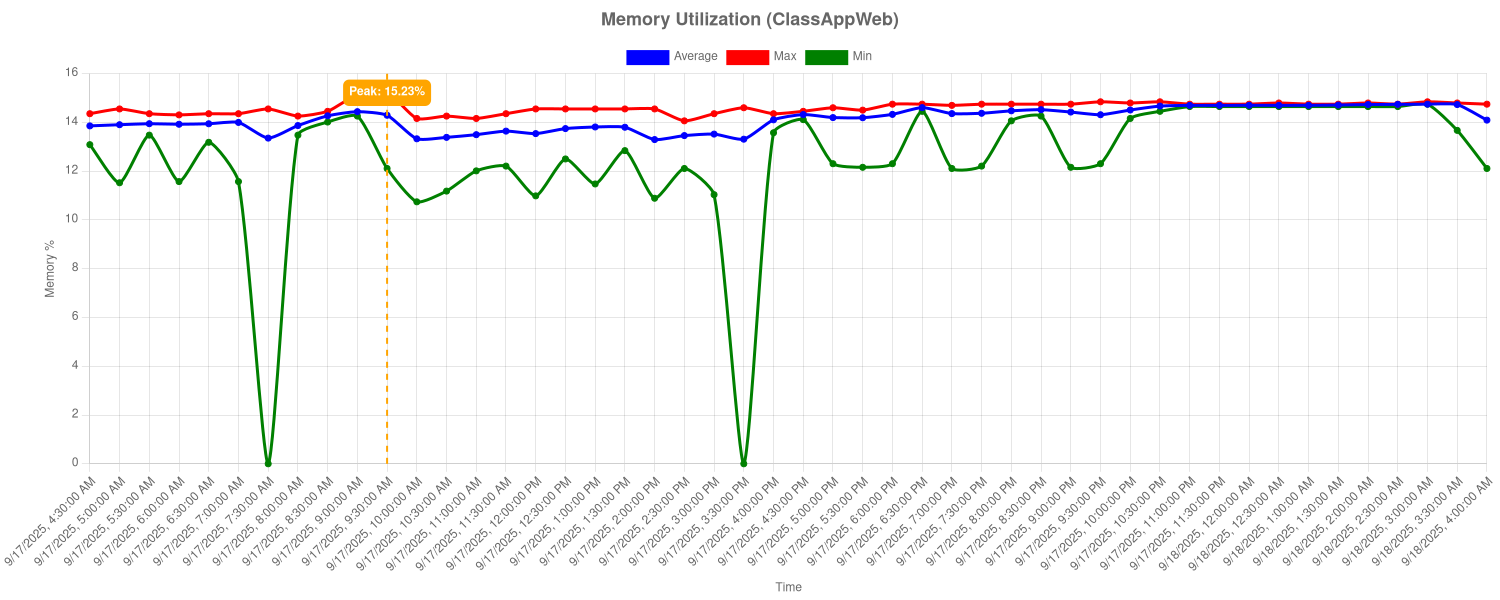 Memory Utilization (ClassAppWeb)
Average Max Min
Peak: 15.23%
16
14
12
10
8
6
4
2
0
Memory %
9/17/2025, 4:30:00 AM
9/17/2025, 5:00:00 AM
9/17/2025, 5:30:00 AM
9/17/2025, 6:00:00 AM
9/17/2025, 6:30:00 AM
9/17/2025, 7:00:00 AM
9/17/2025, 7:30:00 AM
9/17/2025, 8:00:00 AM
9/17/2025, 8:30:00 AM
9/17/2025, 9:00:00 AM
9/17/2025, 9:30:00 AM
9/17/2025, 10:00:00 AM
9/17/2025, 10:30:00 AM
9/17/2025, 11:00:00 AM
9/17/2025, 11:30:00 AM
9/17/2025, 12:00:00 PM
9/17/2025, 12:30:00 PM
9/17/2025, 1:00:00 PM
9/17/2025, 1:30:00 PM
9/17/2025, 2:00:00 PM
9/17/2025, 2:30:00 PM
9/17/2025, 3:00:00 PM
9/17/2025, 3:30:00 PM
9/17/2025, 4:00:00 PM
9/17/2025, 4:30:00 PM
9/17/2025, 5:00:00 PM
9/17/2025, 5:30:00 PM
9/17/2025, 6:00:00 PM
9/17/2025, 6:30:00 PM
9/17/2025, 7:00:00 PM
9/17/2025, 7:30:00 PM
9/17/2025, 8:00:00 PM
9/17/2025, 8:30:00 PM
9/17/2025, 9:00:00 PM
9/17/2025, 9:30:00 PM
9/17/2025, 10:00:00 PM
9/17/2025, 10:30:00 PM
9/17/2025, 11:00:00 PM
9/17/2025, 11:30:00 PM
9/18/2025, 12:00:00 AM
9/18/2025, 12:30:00 AM
9/18/2025, 1:00:00 AM
9/18/2025, 1:30:00 AM
9/18/2025, 2:00:00 AM
9/18/2025, 2:30:00 AM
9/18/2025, 3:00:00 AM
9/18/2025, 3:30:00 AM
9/18/2025, 4:00:00 AM
Time